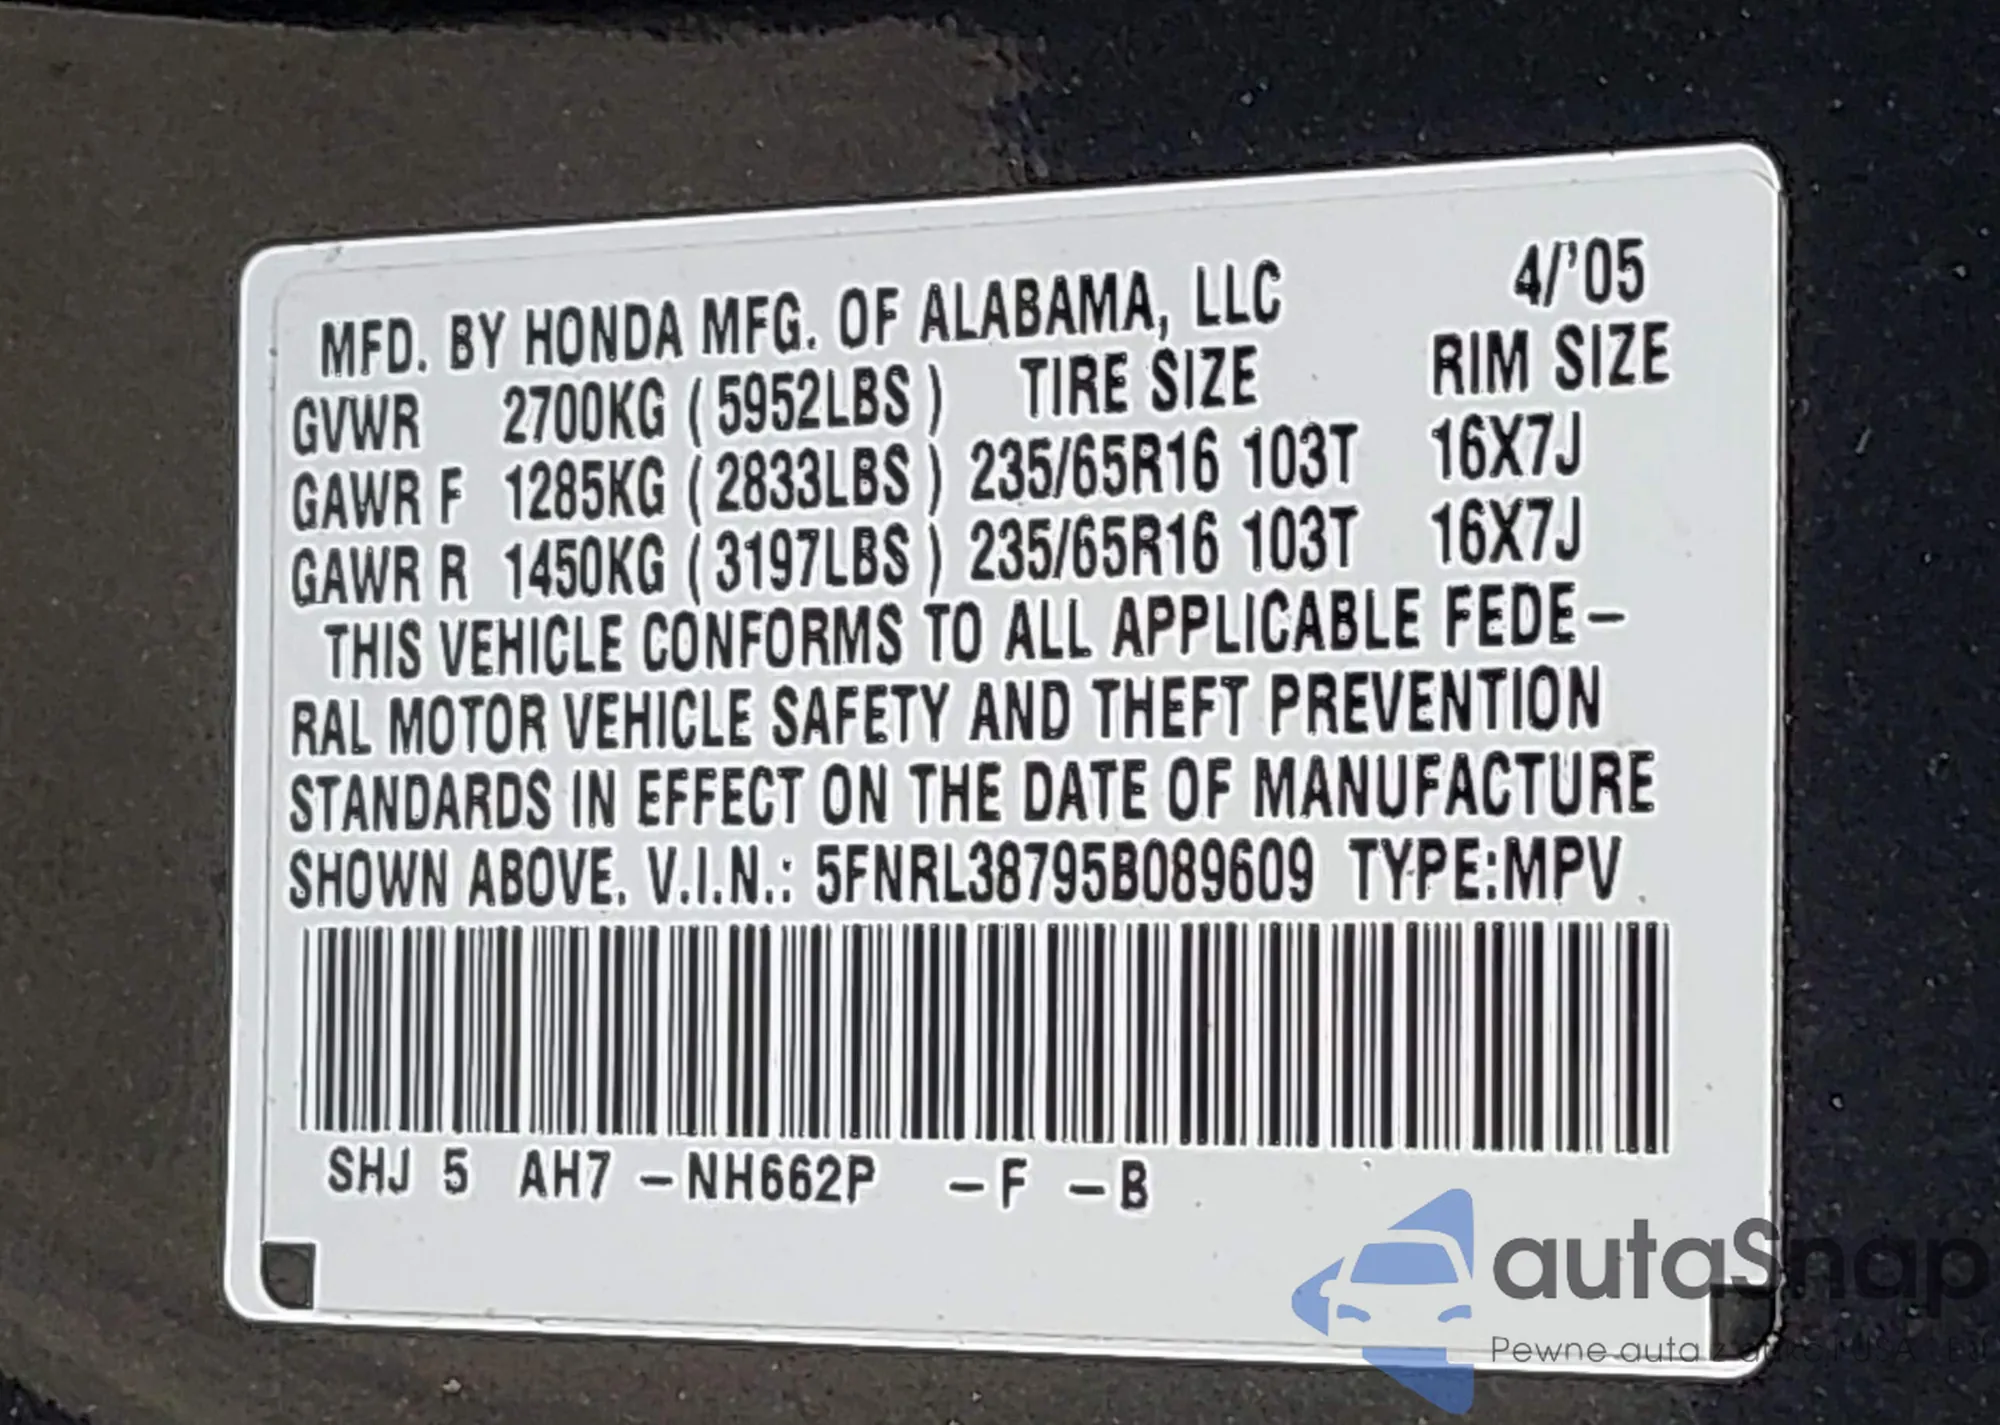 MFD. BY HONDA MFG. OF ALABAMA, LLC 4/'05
GVWR 2700KG (5952LBS) TIRE SIZE RIM SIZE
GAWR F 1285KG (2833LBS) 235/65R16 103T 16X7J
GAWR R 1450KG (3197LBS) 235/65R16 103T 16X7J
THIS VEHICLE CONFORMS TO ALL APPLICABLE FEDE-
RAL MOTOR VEHICLE SAFETY AND THEFT PREVENTION
STANDARDS IN EFFECT ON THE DATE OF MANUFACTURE
SHOWN ABOVE. V.I.N.: 5FNRL38795B089609 TYPE:MPV
SHJ 5 AH7 -NH662P -F -B
autaSnap
Pewne auta z USA